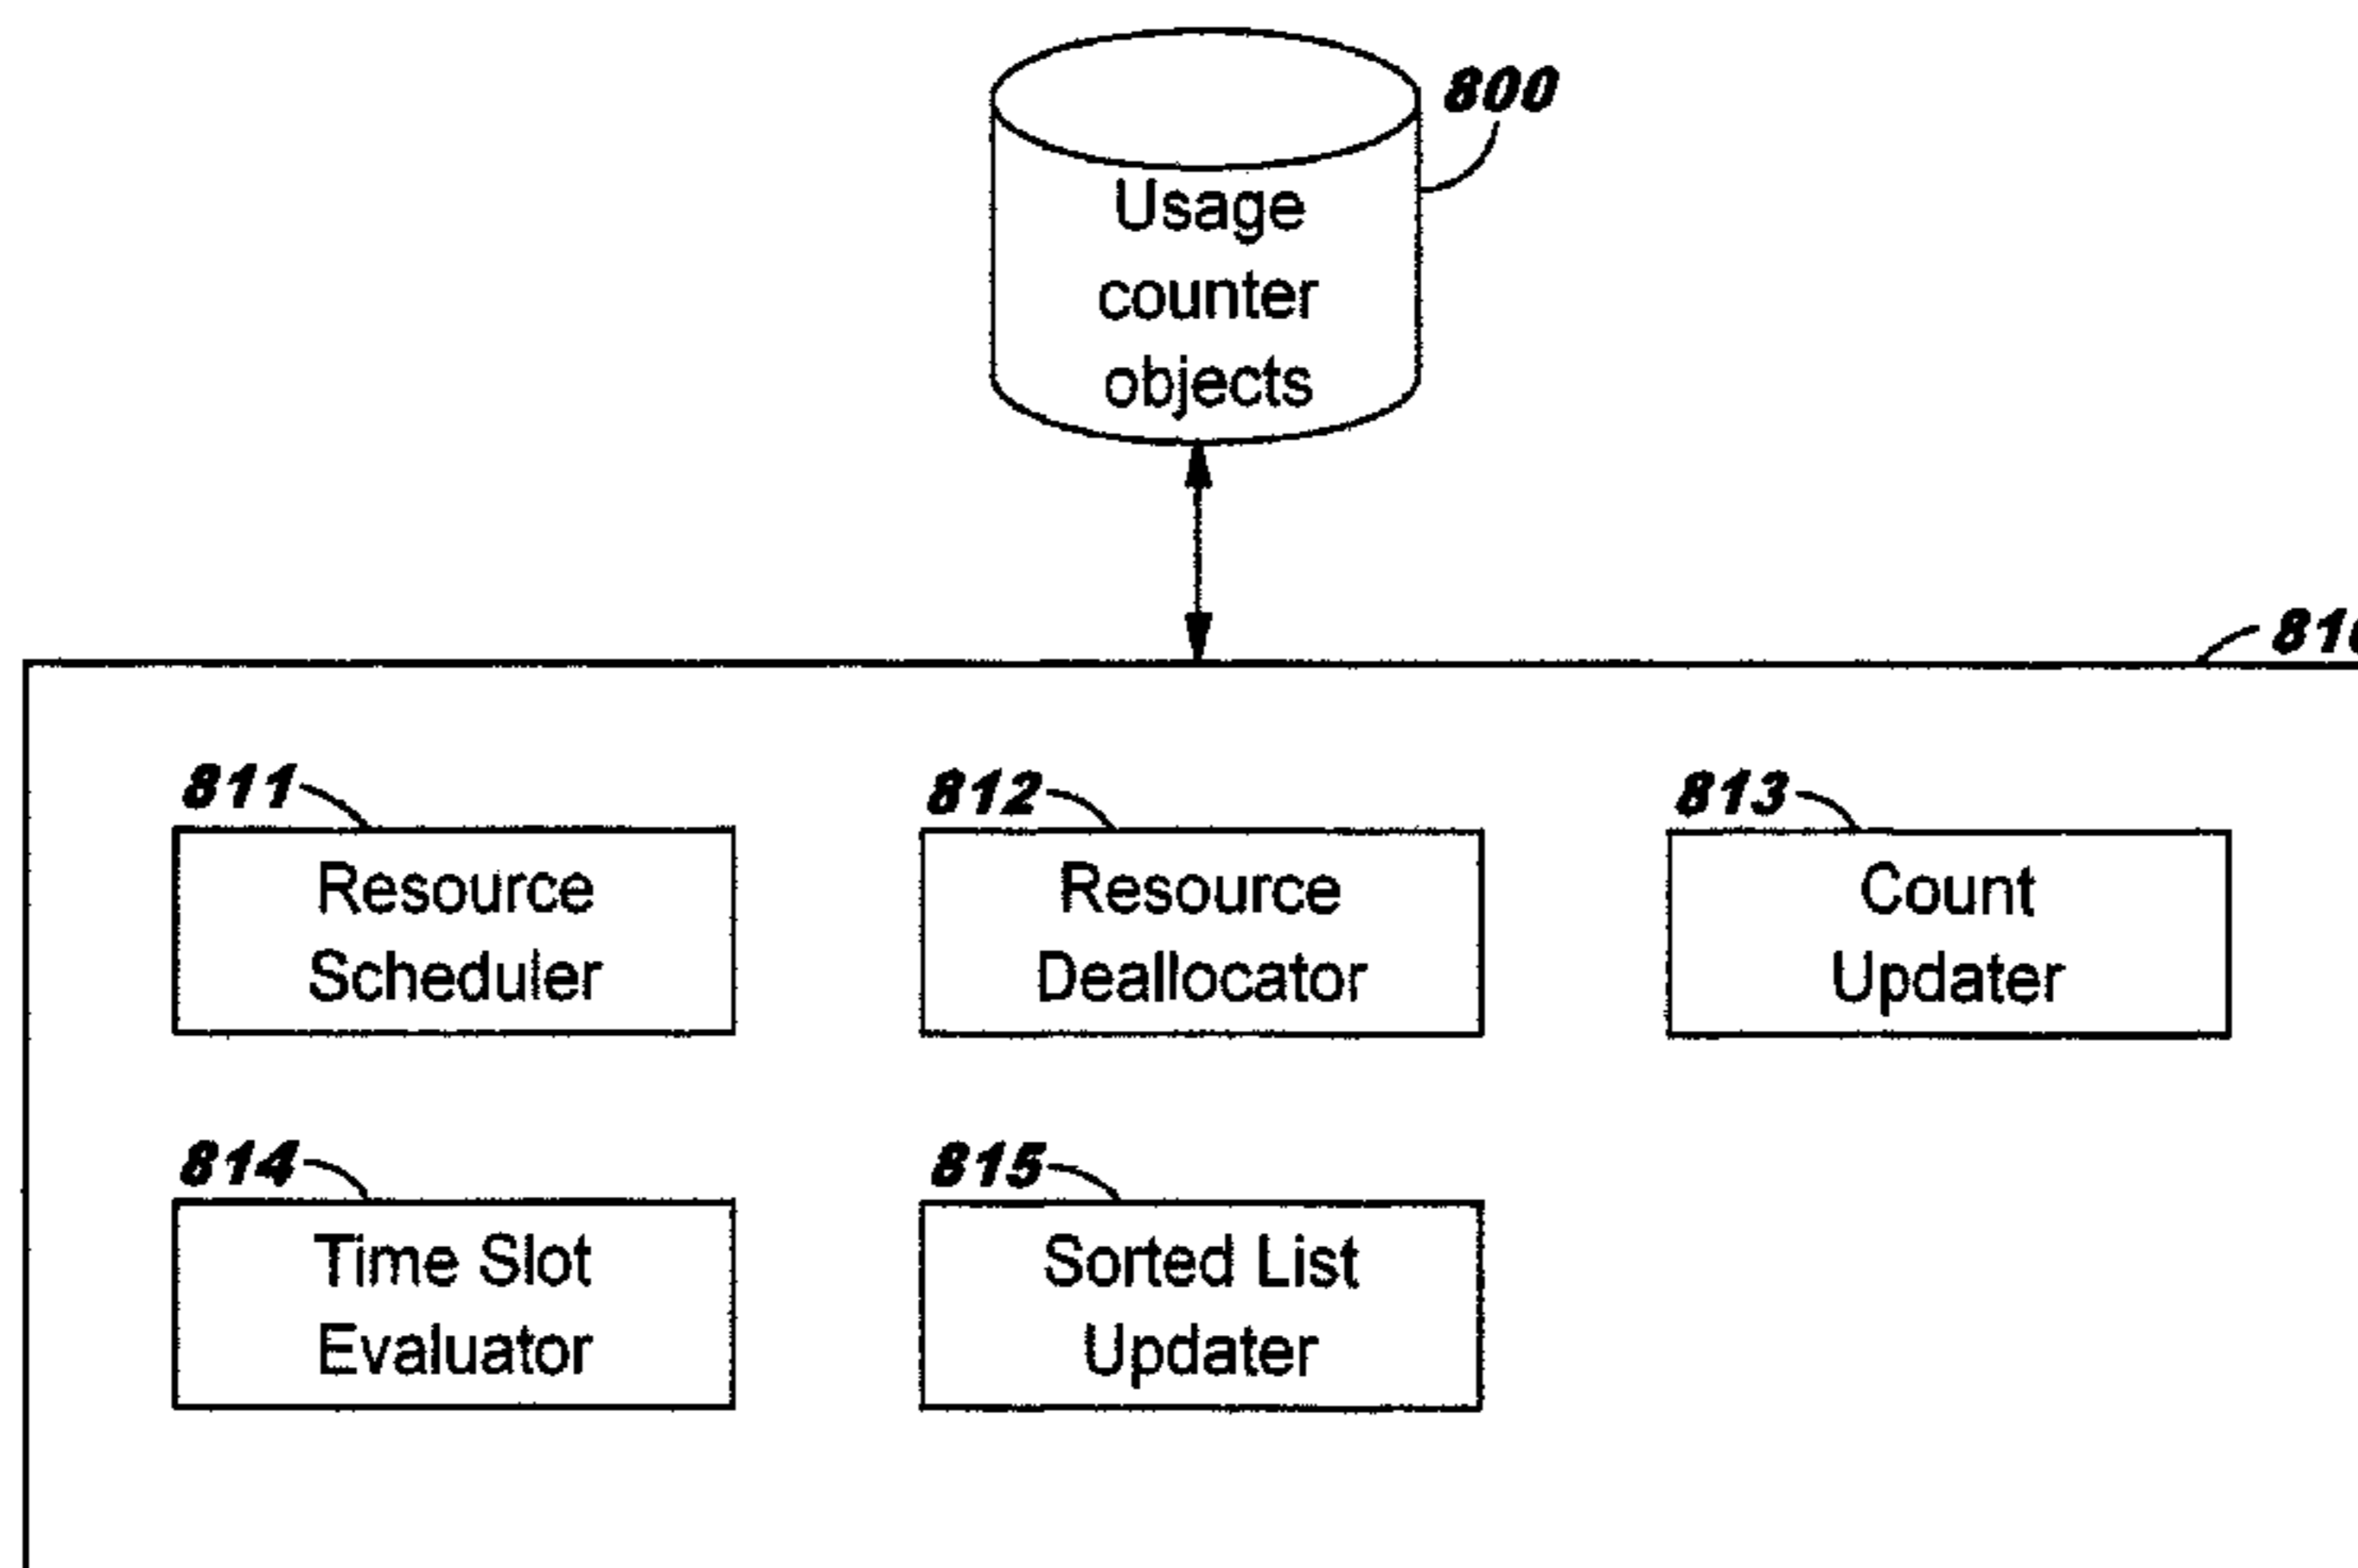 800
Usage
counter
objects
811
812
813
Resource
Scheduler
Resource
Deallocator
Count
Updater
814
815
Time Slot
Evaluator
Sorted List
Updater